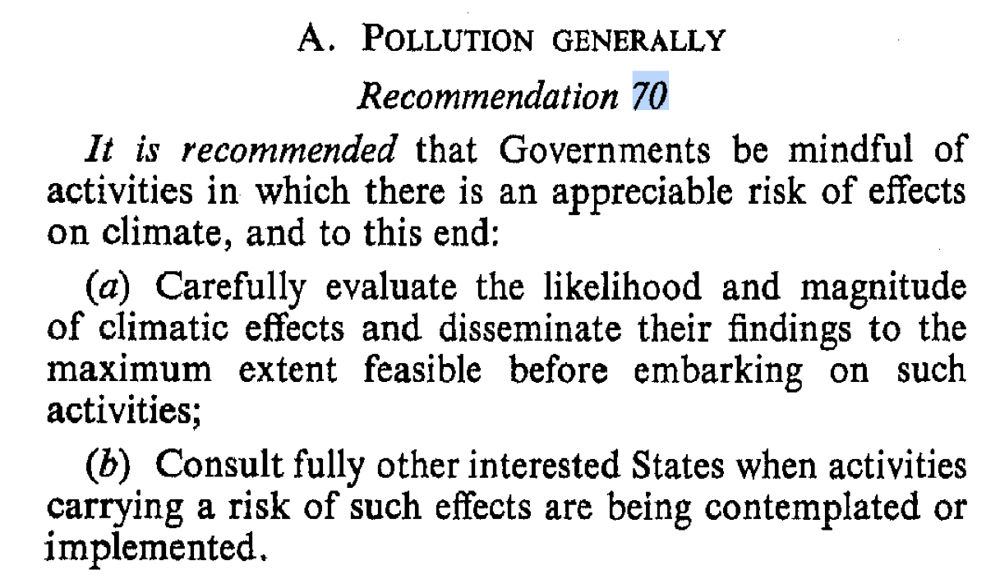 A. POLLUTION GENERALLY
Recommendation 70
It is recommended that Governments be mindful of
activities in which there is an appreciable risk of effects
on climate, and to this end:
(a) Carefully evaluate the likelihood and magnitude
of climatic effects and disseminate their findings to the
maximum extent feasible before embarking on such
activities;
(b) Consult fully other interested States when activities
carrying a risk of such effects are being contemplated or
implemented.